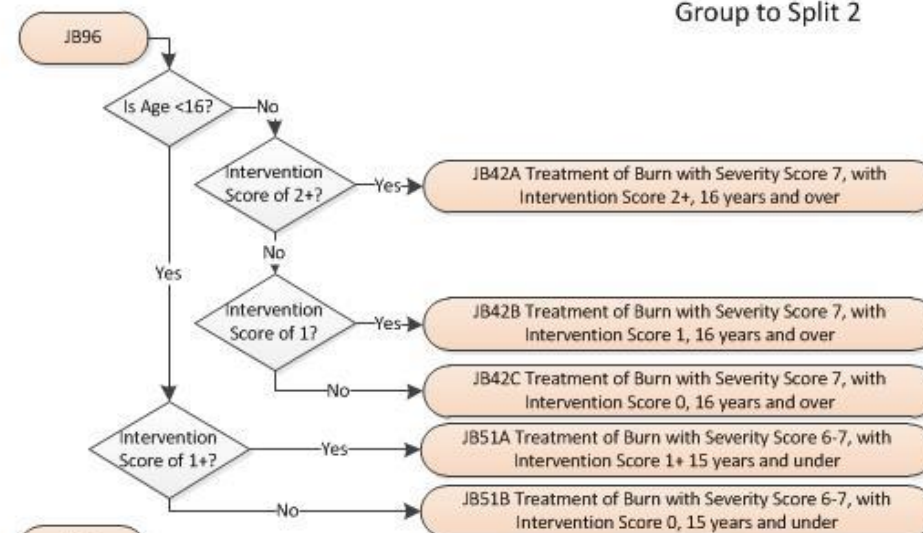 Group to Split 2
JB96
Is Age <16?
No
Intervention
Score of 2+?
Yes
JB42A Treatment of Burn with Severity Score 7, with
Intervention Score 2+, 16 years and over
No
Yes
Intervention
Score of 1?
Yes
JB42B Treatment of Burn with Severity Score 7, with
Intervention Score 1, 16 years and over
No
JB42C Treatment of Burn with Severity Score 7, with
Intervention Score 0, 16 years and over
Intervention
Score of 1+?
Yes
JB51A Treatment of Burn with Severity Score 6-7, with
Intervention Score 1+ 15 years and under
No
JB51B Treatment of Burn with Severity Score 6-7, with
Intervention Score 0, 15 years and under